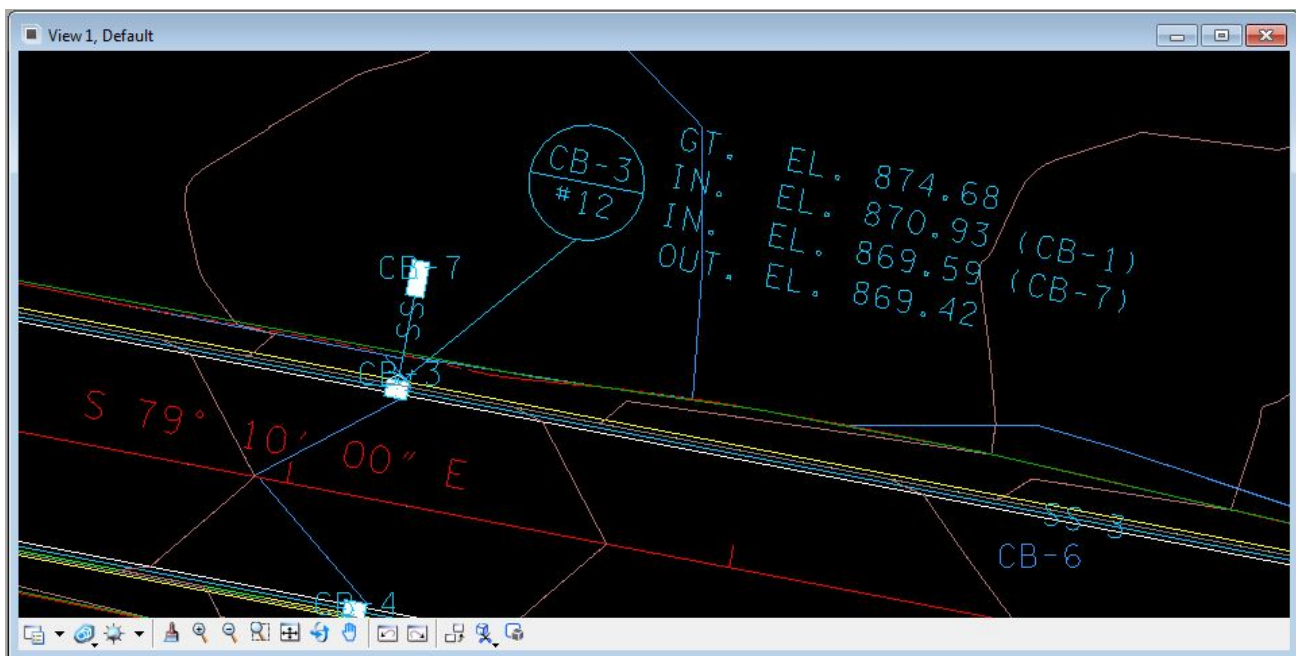 View 1, Default
CB-3
#12
GT. EL. 874.68
IN. EL. 870.93 (CB-1)
IN. EL. 869.59 (CB-7)
OUT. EL. 869.42
CB-7
CB-3
S 79° 10' 00" E
SS 3
CB-6
CB-4